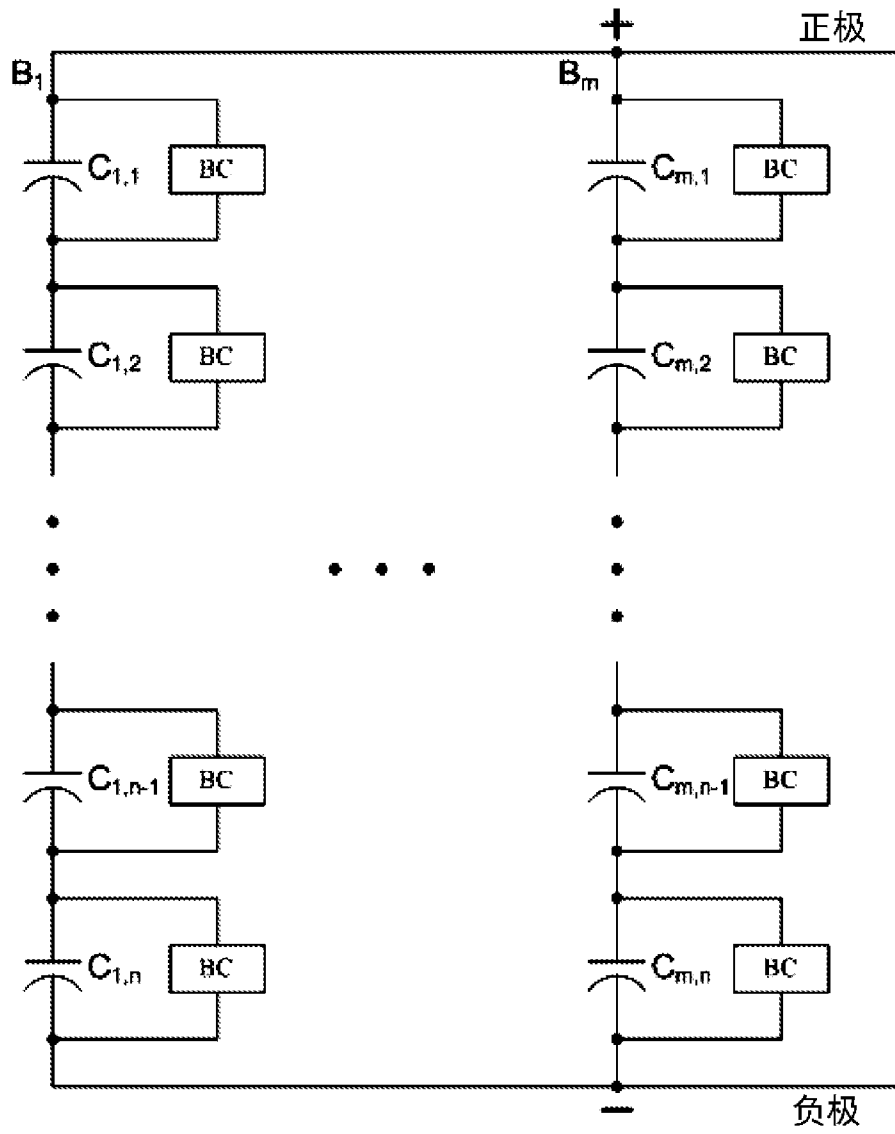 + 正极
B1 Bm
C1,1 BC Cm,1 BC
C1,2 BC Cm,2 BC
C1,n-1 BC Cm,n-1 BC
C1,n BC Cm,n BC
− 负极